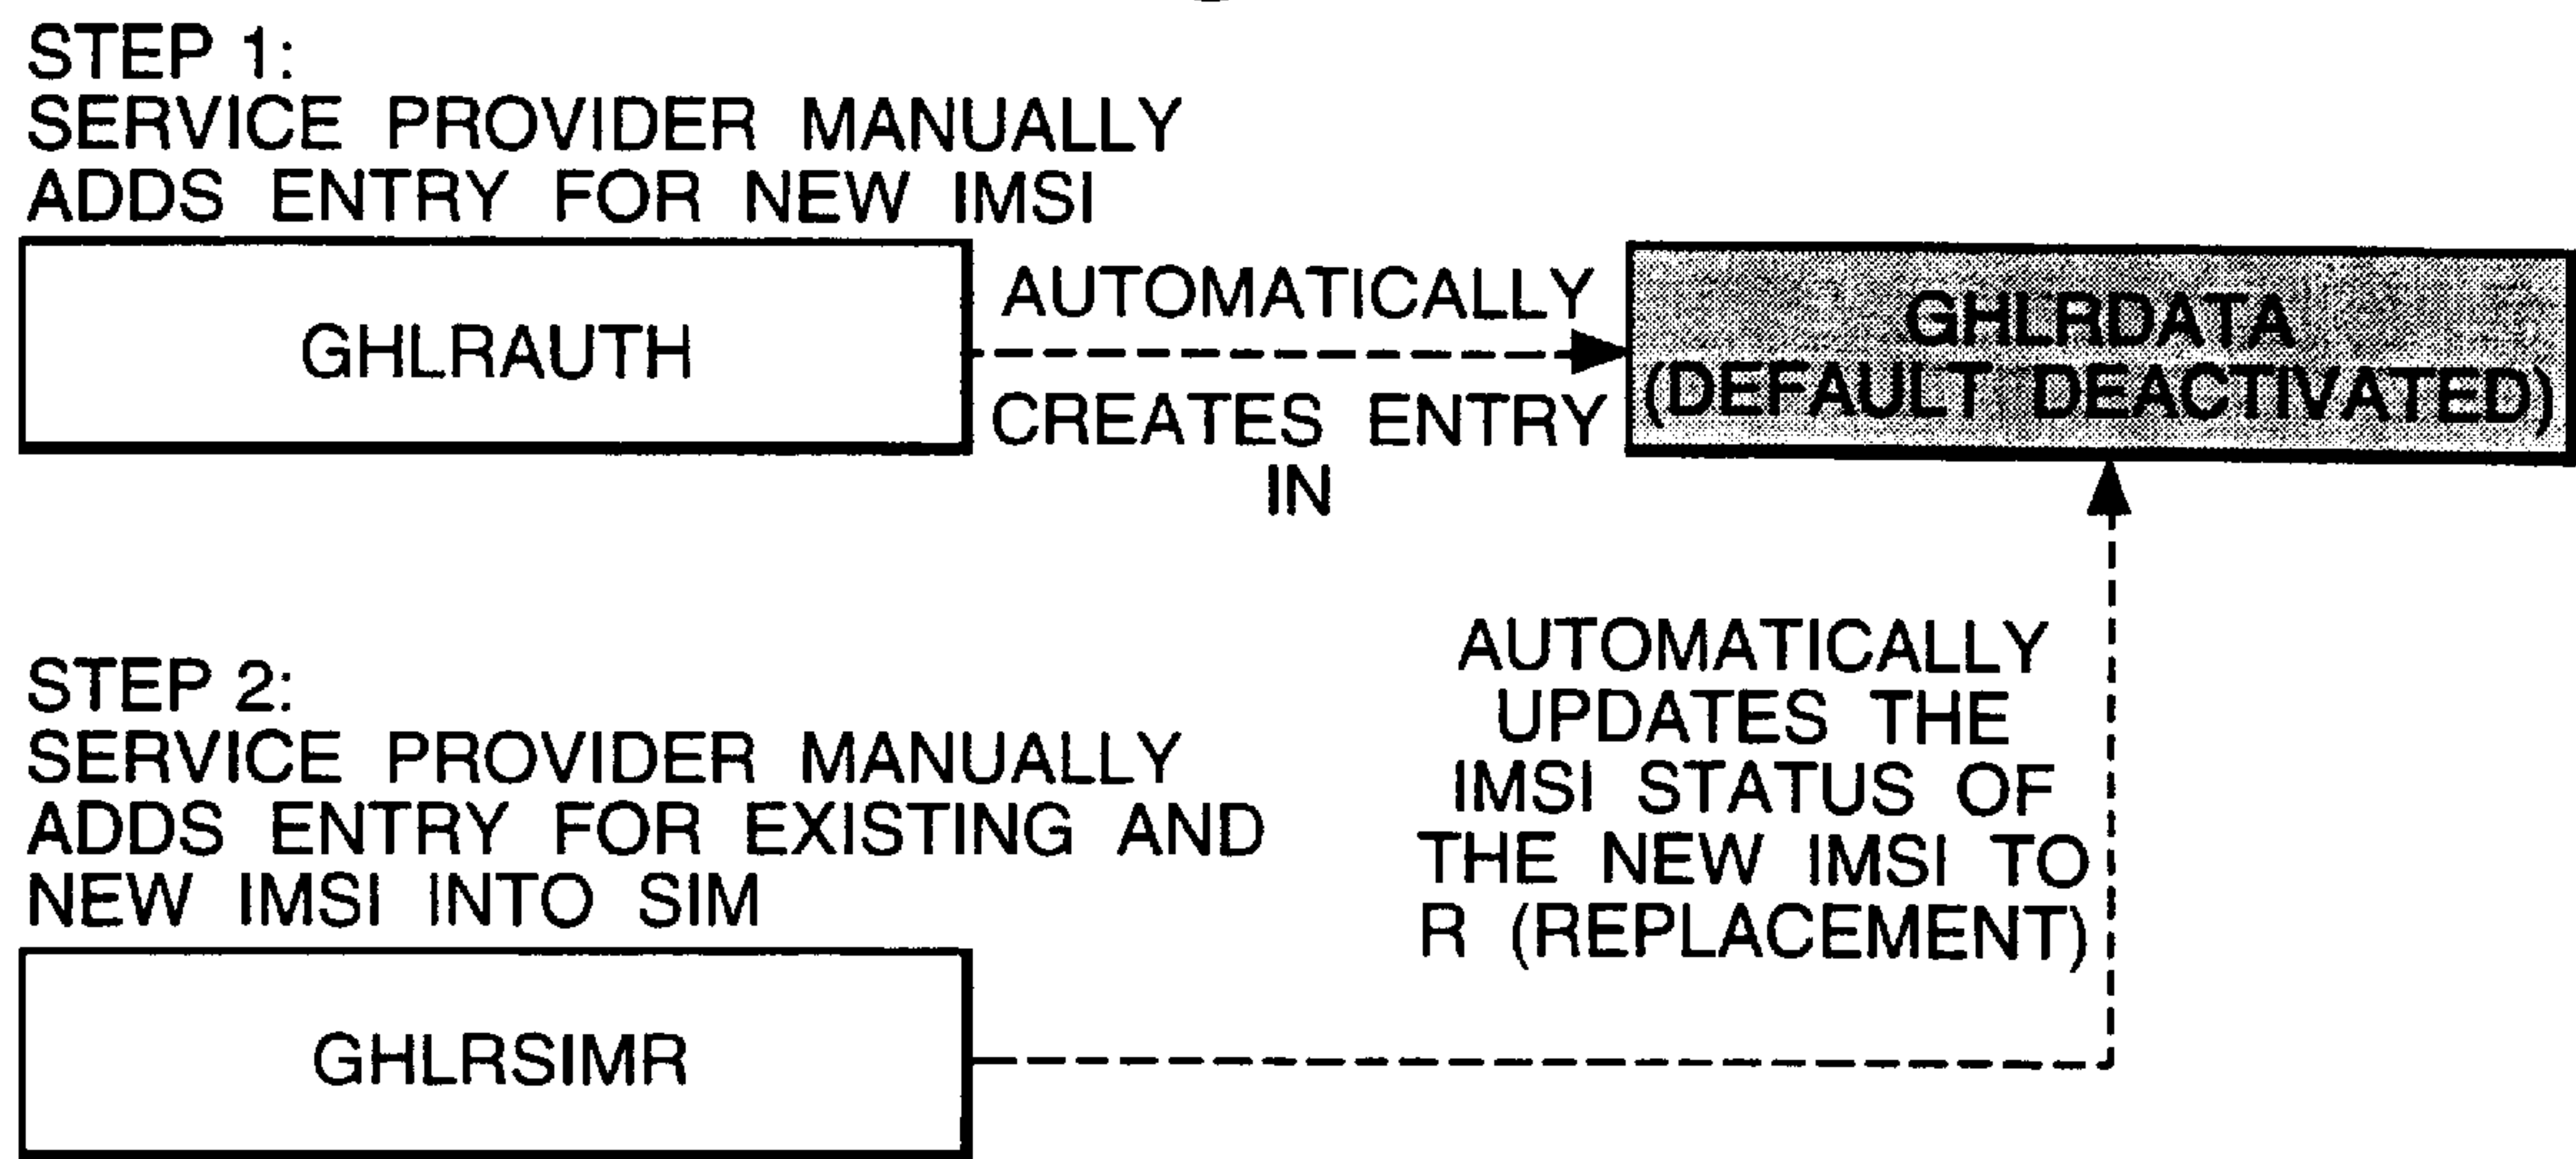 STEP 1:
SERVICE PROVIDER MANUALLY
ADDS ENTRY FOR NEW IMSI
GHLRAUTH
AUTOMATICALLY
CREATES ENTRY
IN
GHLRDATA
(DEFAULT DEACTIVATED)
STEP 2:
SERVICE PROVIDER MANUALLY
ADDS ENTRY FOR EXISTING AND
NEW IMSI INTO SIM
GHLRSIMR
AUTOMATICALLY
UPDATES THE
IMSI STATUS OF
THE NEW IMSI TO
R (REPLACEMENT)